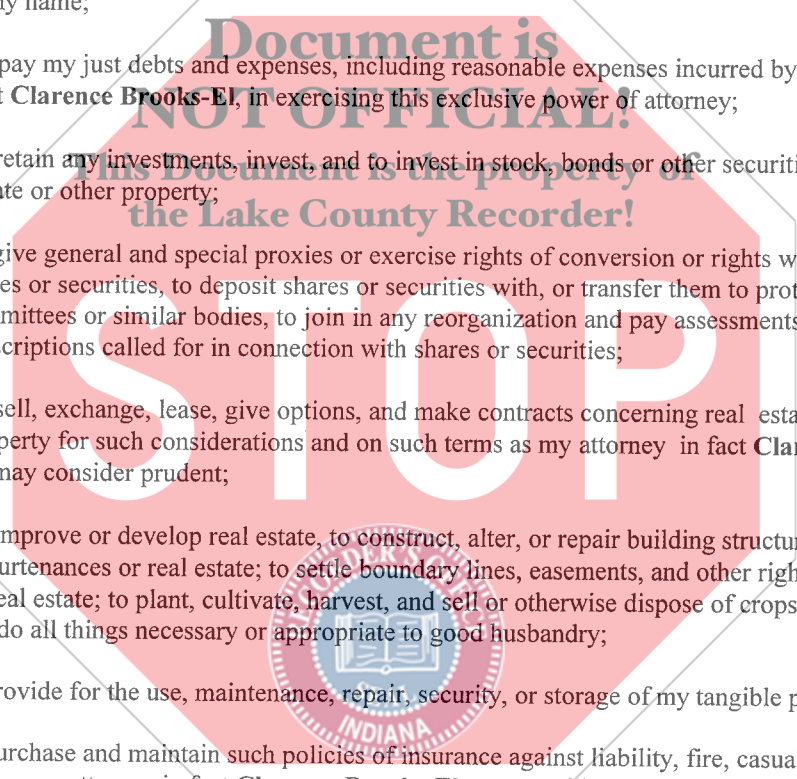 my name;
Document is
pay my just debts and expenses, including reasonable expenses incurred by
Clarence Brooks-El, in exercising this exclusive power of attorney;
NOT OFFICIAL!
retain any investments, invest, and to invest in stock, bonds or other securiti
This Document is the property of
ate or other property;
the Lake County Recorder!
give general and special proxies or exercise rights of conversion or rights w
es or securities, to deposit shares or securities with, or transfer them to prot
mittees or similar bodies, to join in any reorganization and pay assessments
scriptions called for in connection with shares or securities;
STOP
sell, exchange, lease, give options, and make contracts concerning real esta
perty for such considerations and on such terms as my attorney in fact Clar
may consider prudent;
improve or develop real estate, to construct, alter, or repair building structu
urtenances or real estate; to settle boundary lines, easements, and other righ
eal estate; to plant, cultivate, harvest, and sell or otherwise dispose of crops
do all things necessary or appropriate to good husbandry;
RECORDER'S OFFICE
SEAL
rovide for the use, maintenance, repair, security, or storage of my tangible p
INDIANA
urchase and maintain such policies of insurance against liability, fire, casua